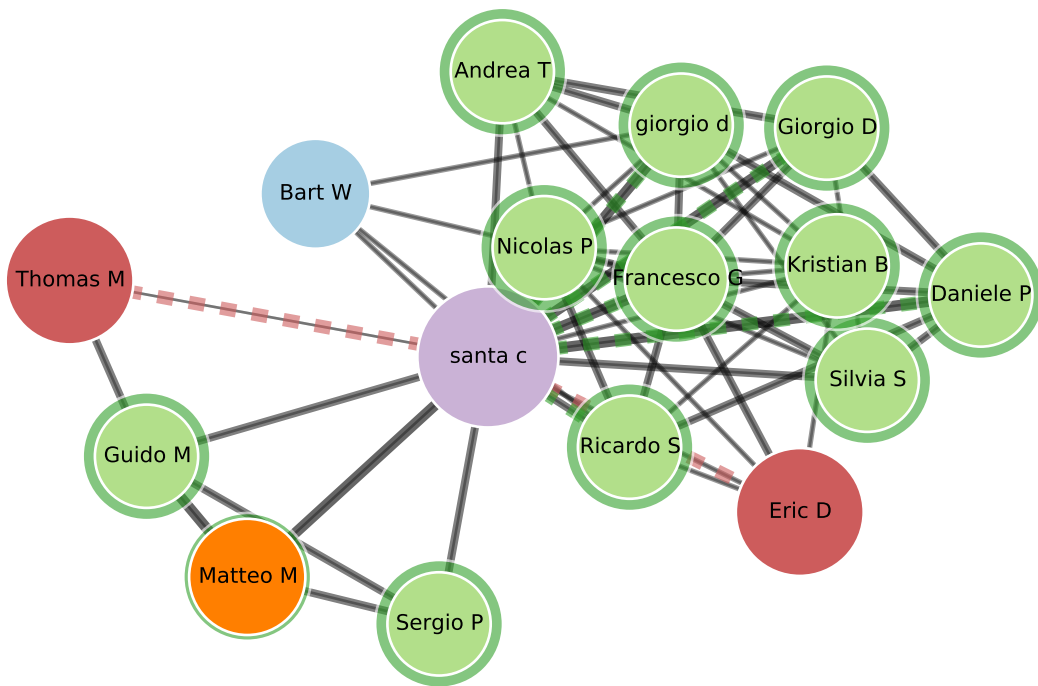 Andrea T
giorgio d
Giorgio D
Bart W
Nicolas P
Francesco G
Kristian B
Thomas M
Daniele P
santa c
Silvia S
Guido M
Ricardo S
Eric D
Matteo M
Sergio P